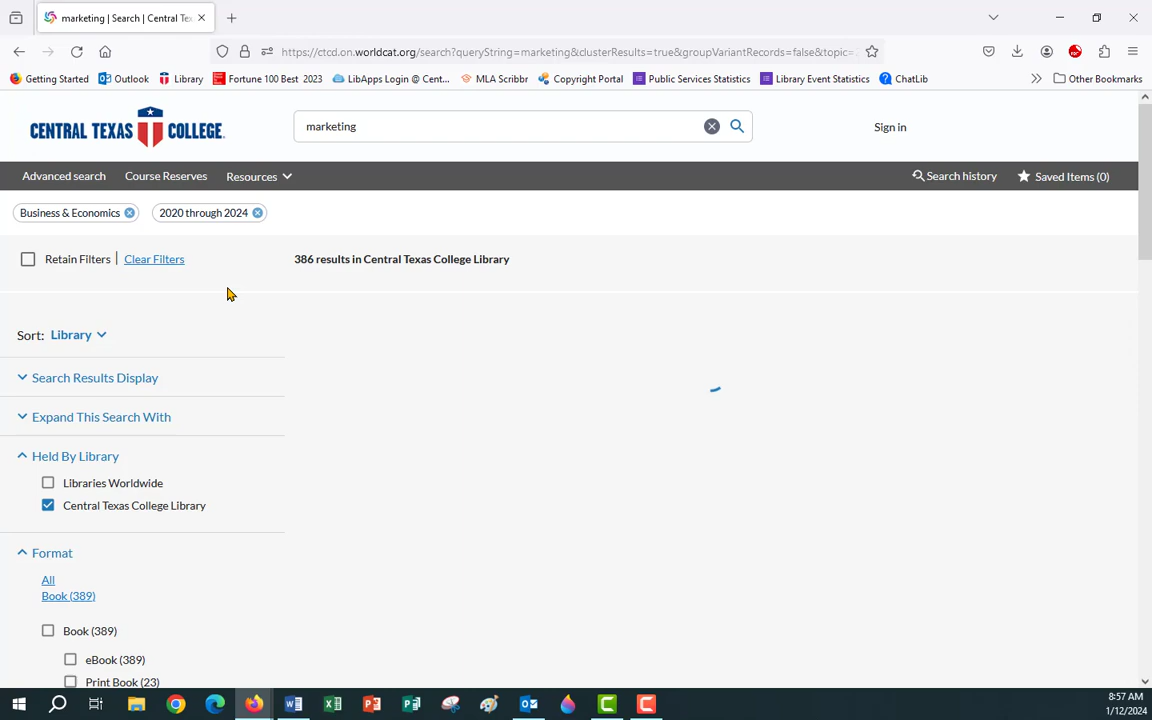 marketing | Search | Central Tex
https://ctcd.on.worldcat.org/search?queryString=marketing&clusterResults=true&groupVariantRecords=false&topic=
Getting Started Outlook Library Fortune 100 Best 2023 LibApps Login @ Cent... MLA Scribbr Copyright Portal Public Services Statistics Library Event Statistics ChatLib Other Bookmarks
CENTRAL TEXAS COLLEGE
marketing
Sign in
Advanced search Course Reserves Resources Search history Saved Items (0)
Business & Economics 2020 through 2024
Retain Filters | Clear Filters 386 results in Central Texas College Library
Sort: Library
Search Results Display
Expand This Search With
Held By Library
Libraries Worldwide
Central Texas College Library
Format
All
Book (389)
Book (389)
eBook (389)
Print Book (23)
8:57 AM
1/12/2024